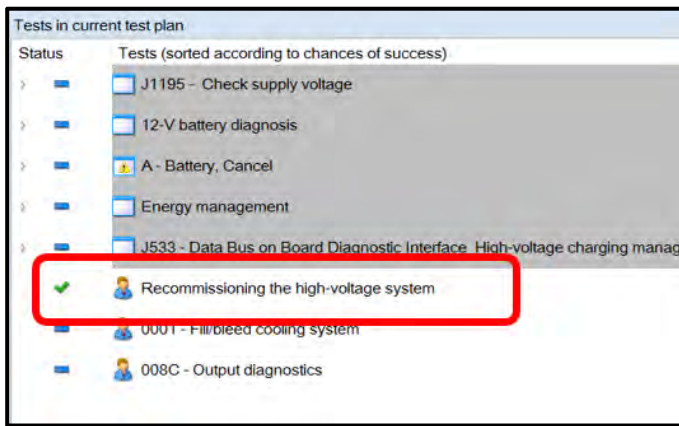 Tests in current test plan
Status Tests (sorted according to chances of success)
J1195 - Check supply voltage
12-V battery diagnosis
A - Battery, Cancel
Energy management
J533 - Data Bus on Board Diagnostic Interface High-voltage charging manag
Recommissioning the high-voltage system
0001 - Fill/bleed cooling system
008C - Output diagnostics